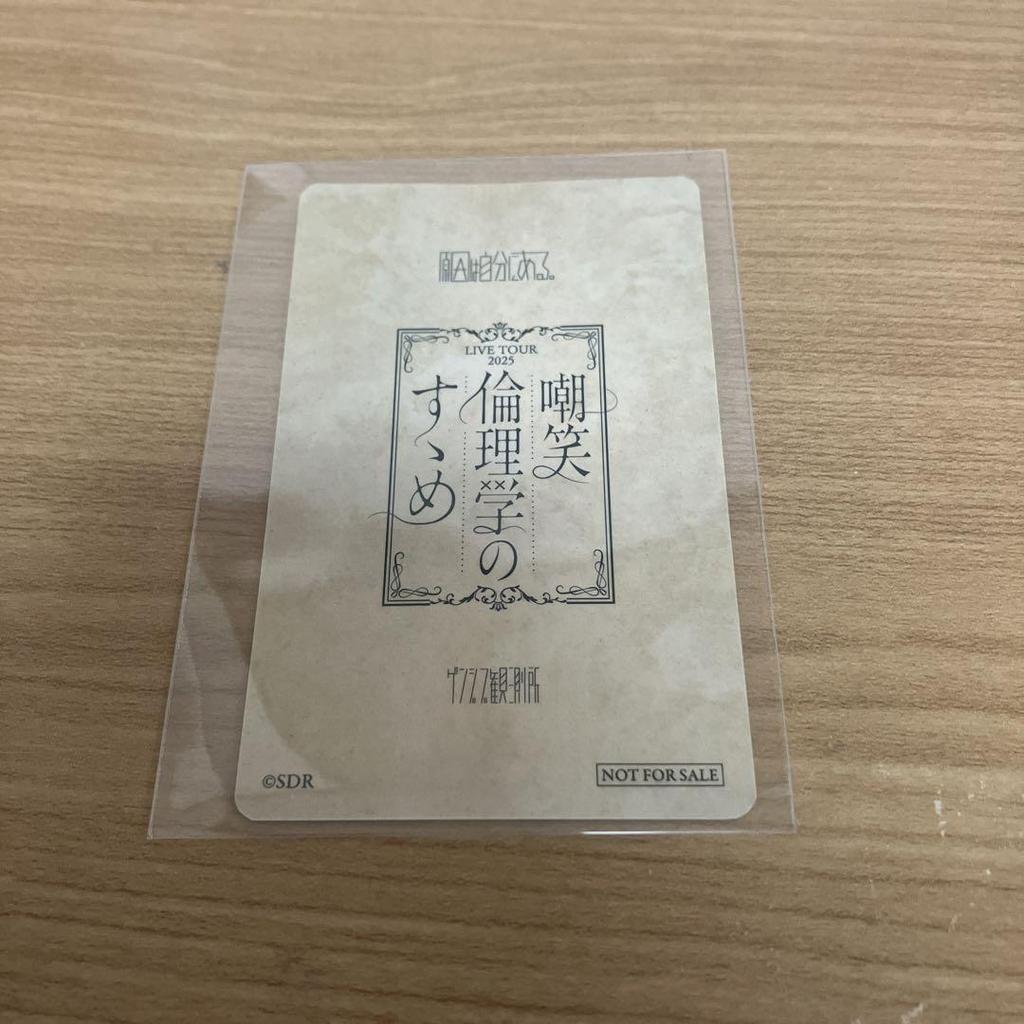 原因は自分にある。
LIVE TOUR
2025
嘲笑
倫理学の
すゝめ
ゲンジブ観測所
©SDR
NOT FOR SALE